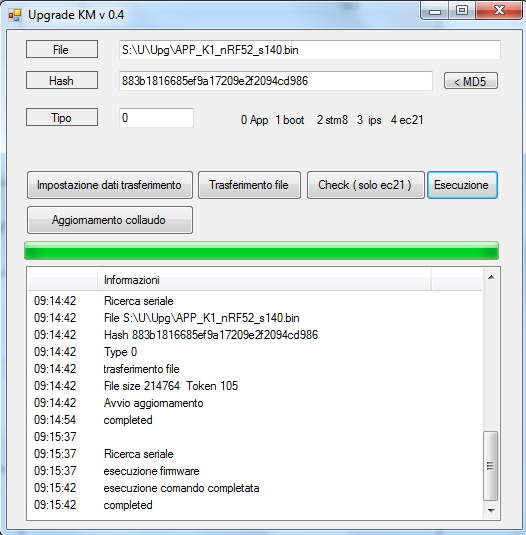 Upgrade KM v 0.4
File S:\U\Upg\APP_K1_nRF52_s140.bin
Hash 883b1816685ef9a17209e2f2094cd986 < MD5
Tipo 0 0 App 1 boot 2 stm8 3 ips 4 ec21
Impostazione dati trasferimento Trasferimento file Check ( solo ec21 ) Esecuzione
Aggiornamento collaudo
Informazioni
09:14:42 Ricerca seriale
09:14:42 File S:\U\Upg\APP_K1_nRF52_s140.bin
09:14:42 Hash 883b1816685ef9a17209e2f2094cd986
09:14:42 Type 0
09:14:42 trasferimento file
09:14:42 File size 214764 Token 105
09:14:42 Avvio aggiornamento
09:14:54 completed
09:15:37
09:15:37 Ricerca seriale
09:15:37 esecuzione firmware
09:15:42 esecuzione comando completata
09:15:42 completed